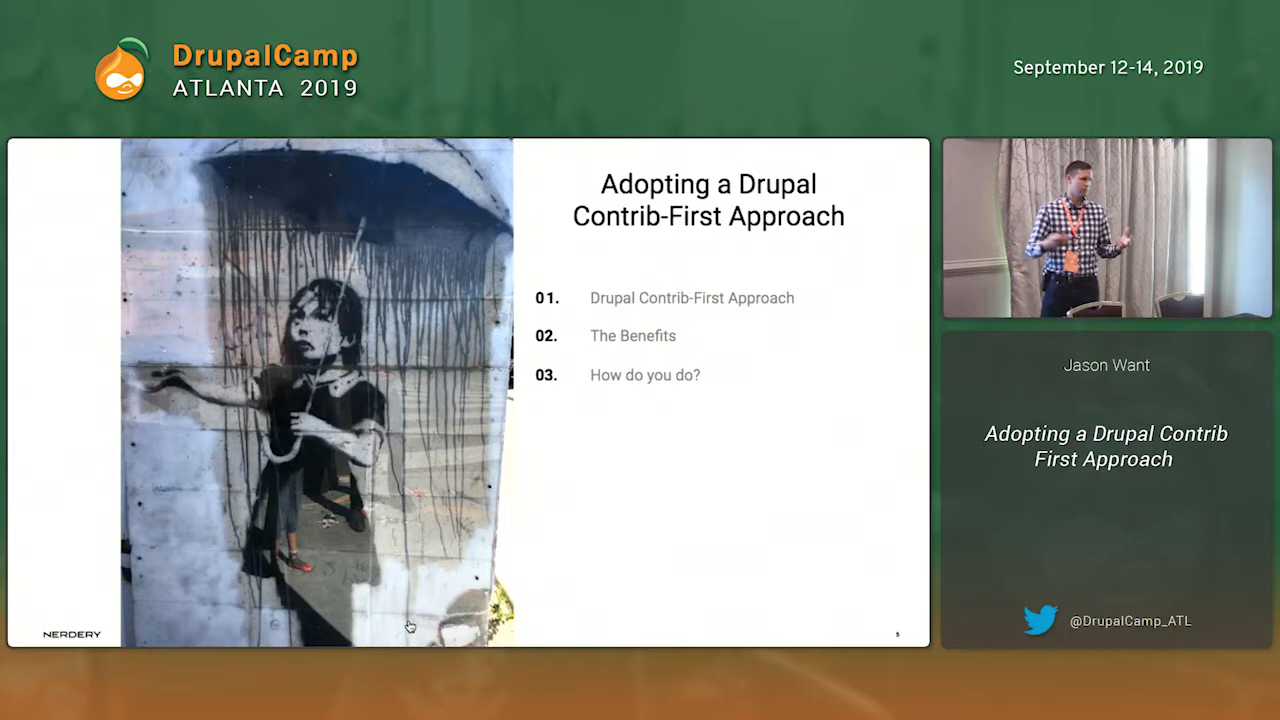 DrupalCamp
ATLANTA 2019
September 12-14, 2019
Adopting a Drupal
Contrib-First Approach
01. Drupal Contrib-First Approach
02. The Benefits
03. How do you do?
NERDERY
5
Jason Want
Adopting a Drupal Contrib
First Approach
@DrupalCamp_ATL